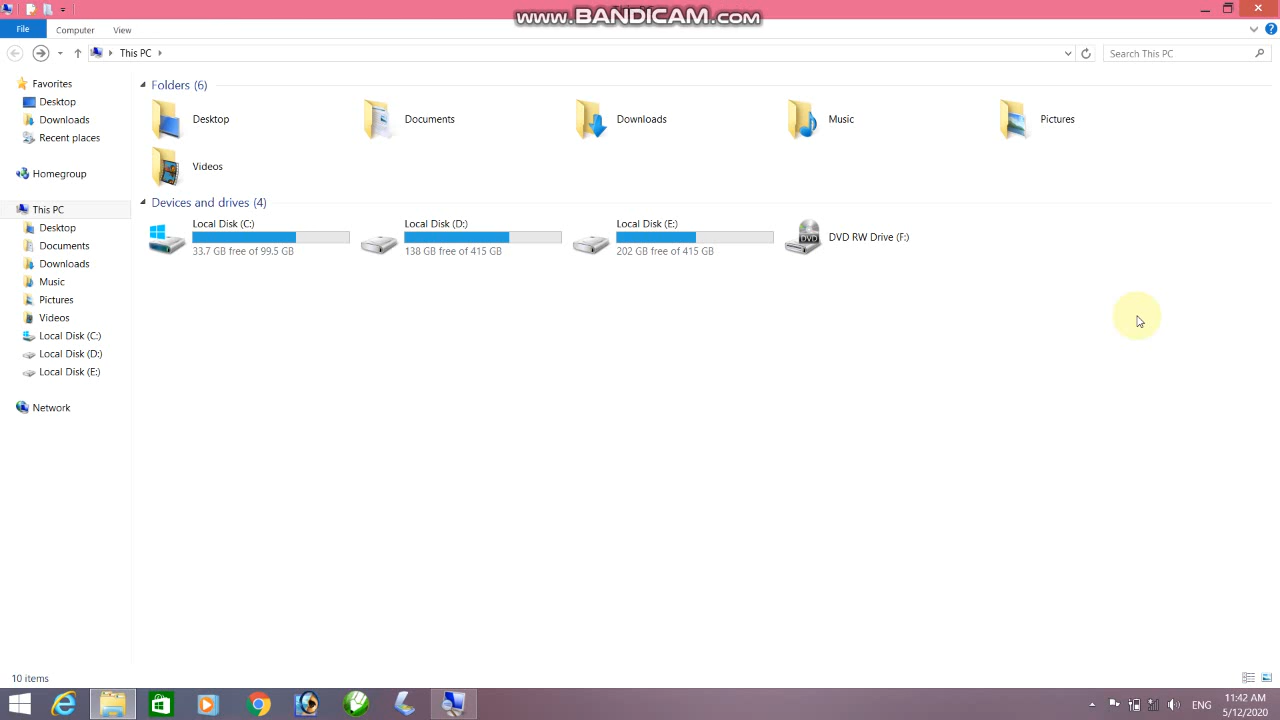 www.BANDICAM.com
File
Computer
View
This PC
Search This PC
Favorites
Desktop
Downloads
Recent places
Homegroup
This PC
Desktop
Documents
Downloads
Music
Pictures
Videos
Local Disk (C:)
Local Disk (D:)
Local Disk (E:)
Network
Folders (6)
Desktop
Documents
Downloads
Music
Pictures
Videos
Devices and drives (4)
Local Disk (C:)
33.7 GB free of 99.5 GB
Local Disk (D:)
138 GB free of 415 GB
Local Disk (E:)
202 GB free of 415 GB
DVD
DVD RW Drive (F:)
10 items
ENG
11:42 AM
5/12/2020